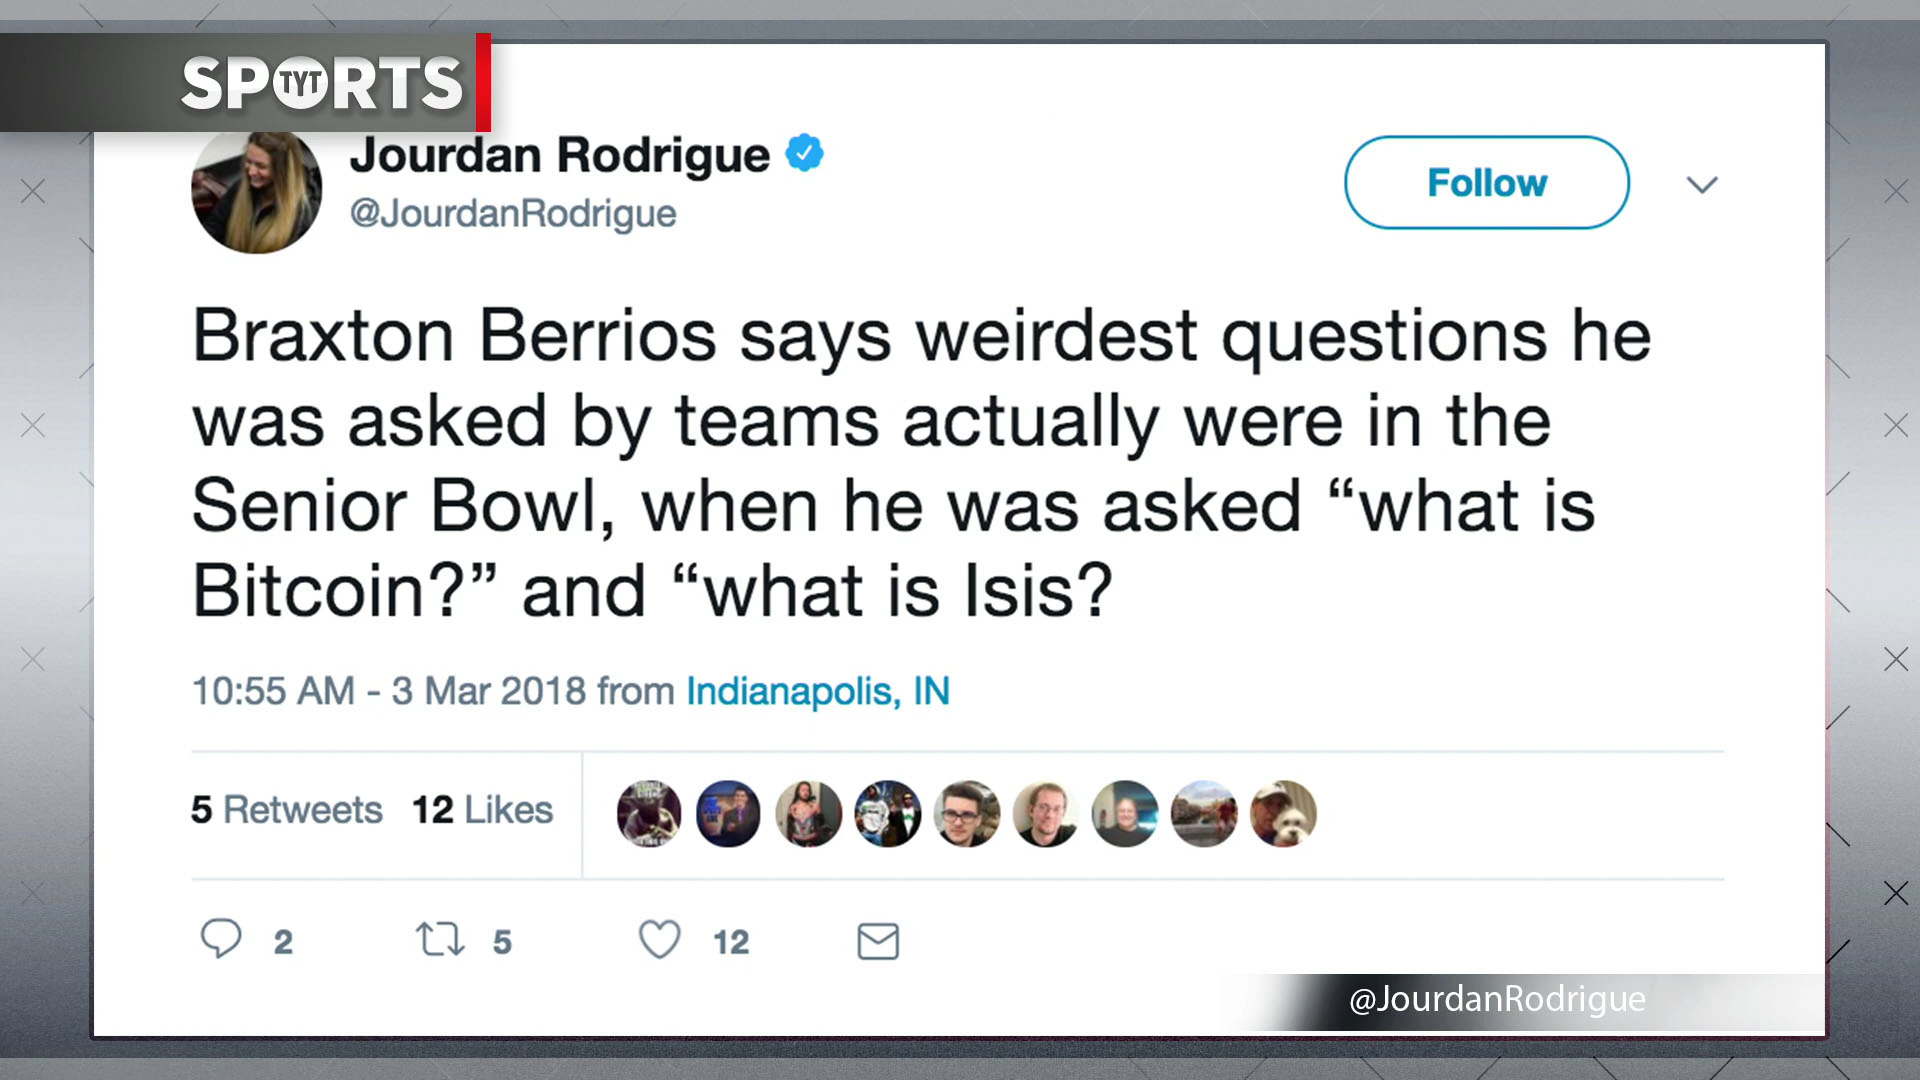 SPORTS
TYT
Jourdan Rodrigue
@JourdanRodrigue
Follow
Braxton Berrios says weirdest questions he
was asked by teams actually were in the
Senior Bowl, when he was asked “what is
Bitcoin?” and “what is Isis?
10:55 AM - 3 Mar 2018 from Indianapolis, IN
5 Retweets 12 Likes
2 5 12
@JourdanRodrigue